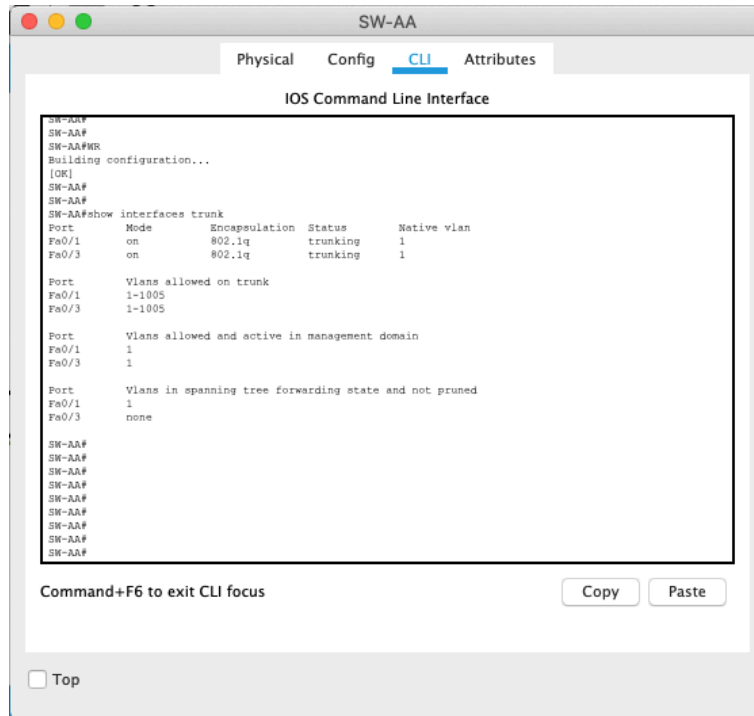 SW-AA
Physical Config CLI Attributes
IOS Command Line Interface
SW-AA#
SW-AA#
SW-AA#WR
Building configuration...
[OK]
SW-AA#
SW-AA#
SW-AA#show interfaces trunk
Port Mode Encapsulation Status Native vlan
Fa0/1 on 802.1q trunking 1
Fa0/3 on 802.1q trunking 1
Port Vlans allowed on trunk
Fa0/1 1-1005
Fa0/3 1-1005
Port Vlans allowed and active in management domain
Fa0/1 1
Fa0/3 1
Port Vlans in spanning tree forwarding state and not pruned
Fa0/1 1
Fa0/3 none
SW-AA#
SW-AA#
SW-AA#
SW-AA#
SW-AA#
SW-AA#
SW-AA#
SW-AA#
SW-AA#
Command+F6 to exit CLI focus
Copy Paste
Top